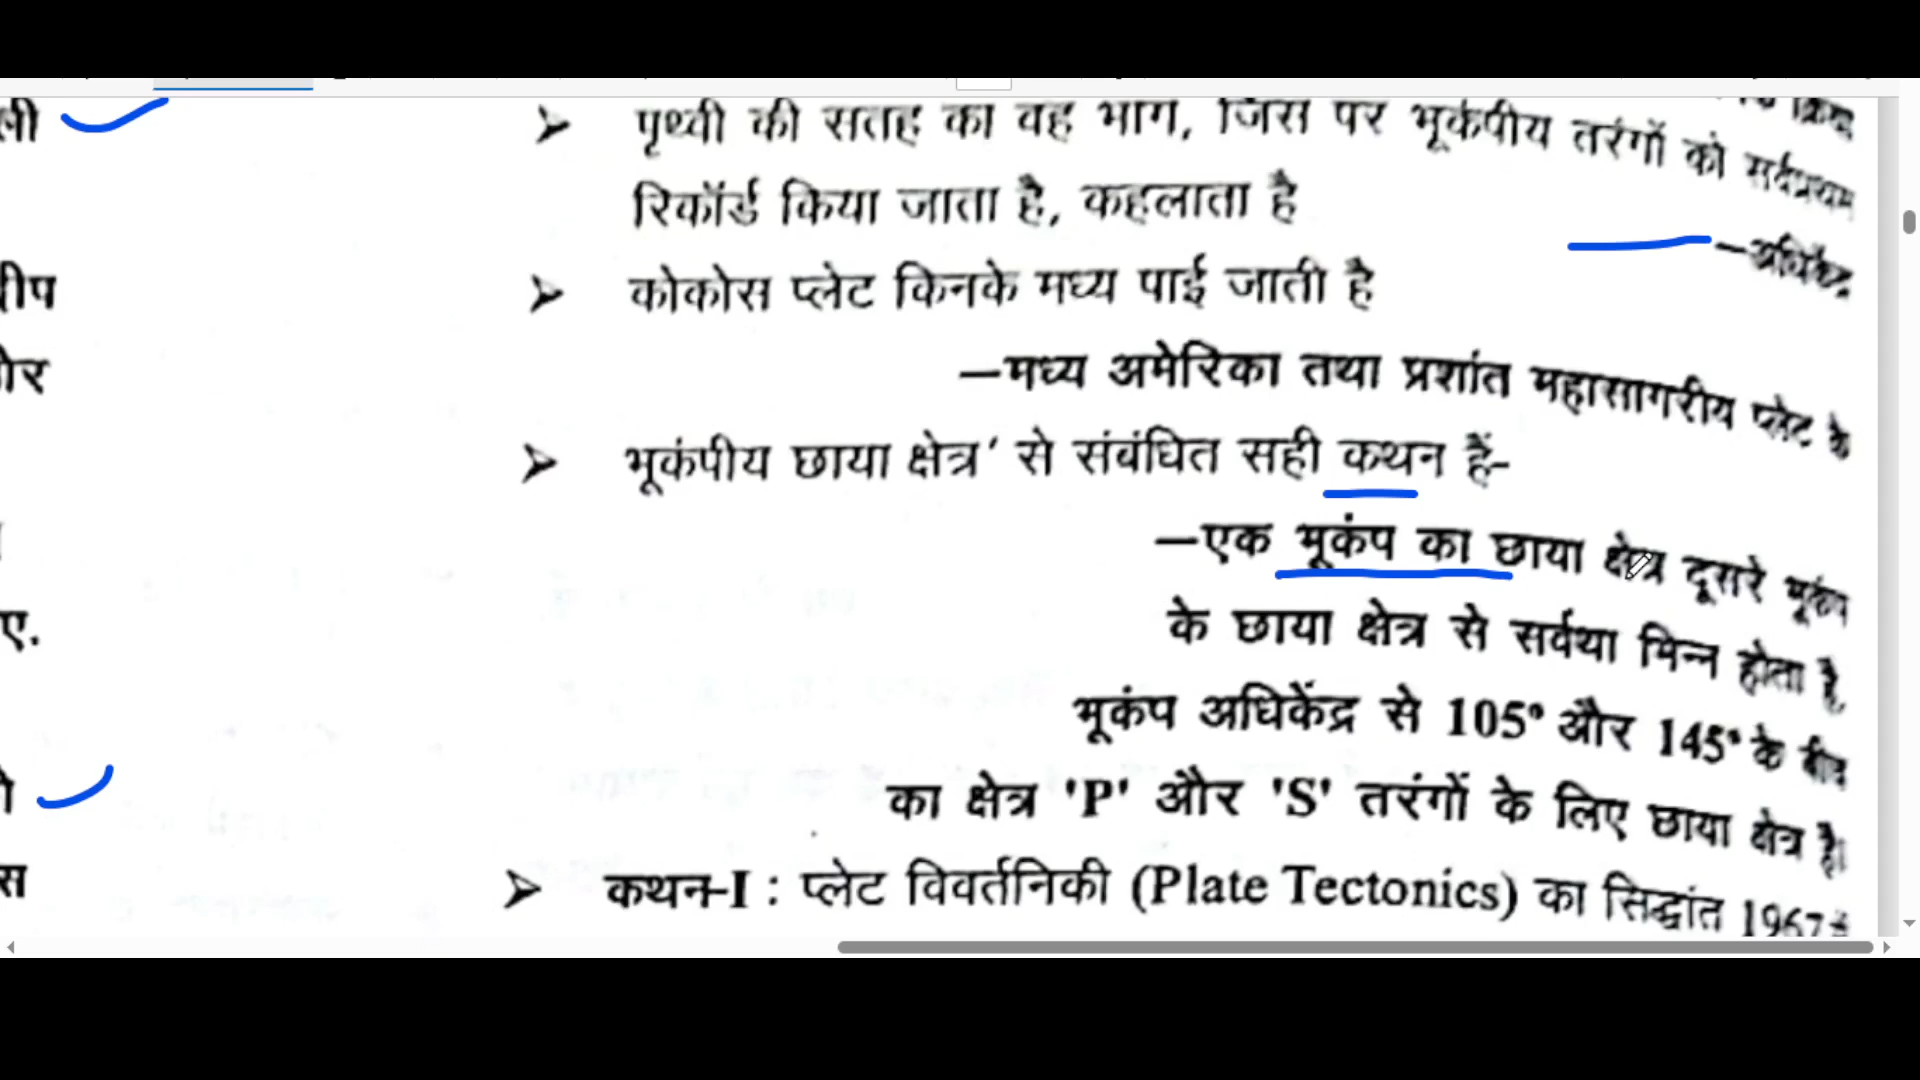 पृथ्वी की सतह का वह भाग, जिस पर भूकंपीय तरंगों को सर्वप्रथम
रिकॉर्ड किया जाता है, कहलाता है
—अधिकेंद्र
कोकोस प्लेट किनके मध्य पाई जाती है
—मध्य अमेरिका तथा प्रशांत महासागरीय प्लेट के
भूकंपीय छाया क्षेत्र' से संबंधित सही कथन हैं-
—एक भूकंप का छाया क्षेत्र दूसरे भूकंप
के छाया क्षेत्र से सर्वथा भिन्न होता है,
भूकंप अधिकेंद्र से 105° और 145° के बीच
का क्षेत्र 'P' और 'S' तरंगों के लिए छाया क्षेत्र है।
कथन-I : प्लेट विवर्तनिकी (Plate Tectonics) का सिद्धांत 1967
दीप
ए.